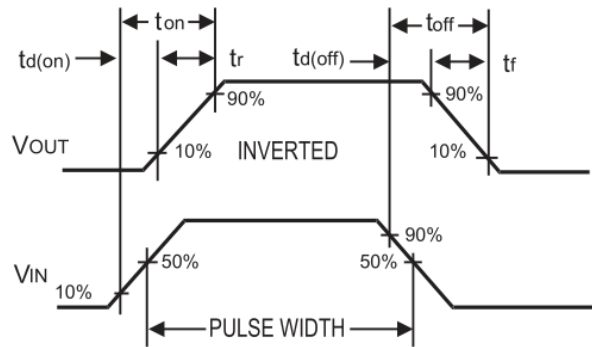 ton toff
td(on) tr td(off) tf
90% 90%
VOUT 10% INVERTED 10%
90%
VIN 50% 50%
10%
PULSE WIDTH